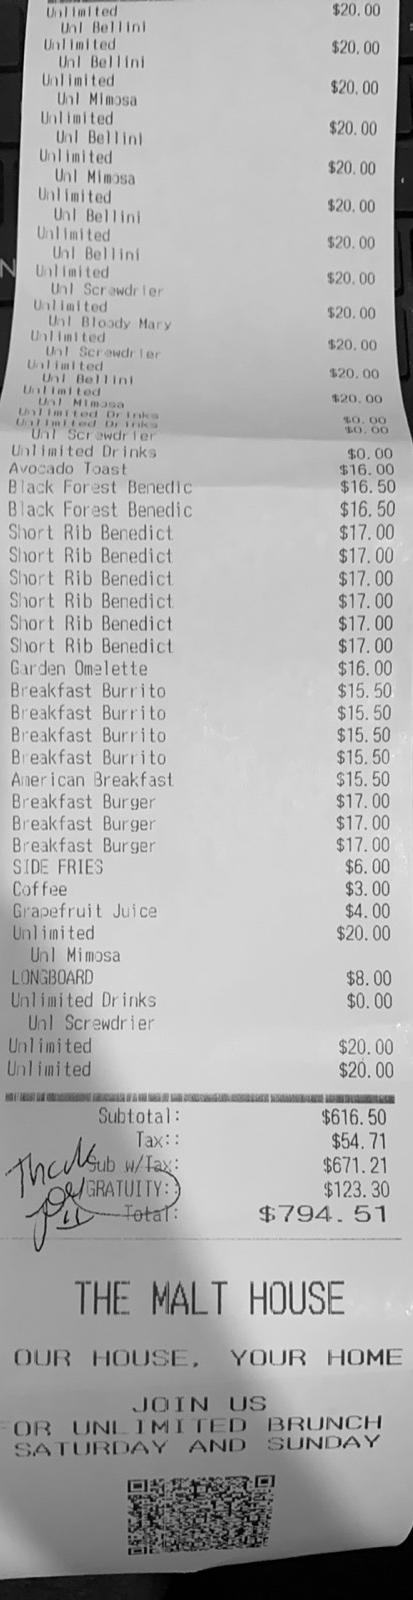 Unlimited $20.00
Unl Bellini
Unlimited $20.00
Unl Bellini
Unlimited $20.00
Unl Mimosa
Unlimited $20.00
Unl Bellini
Unlimited $20.00
Unl Mimosa
Unlimited $20.00
Unl Bellini
Unlimited $20.00
Unl Bellini
Unlimited $20.00
Unl Screwdrier
Unlimited $20.00
Unl Bloody Mary
Unlimited $20.00
Unl Screwdrier
Unlimited $20.00
Unl Bellini
Unlimited $20.00
Unl Mimosa
Unlimited Drinks $0.00
Unlimited Drinks $0.00
Unl Screwdrier
Unlimited Drinks $0.00
Avocado Toast $16.00
Black Forest Benedic $16.50
Black Forest Benedic $16.50
Short Rib Benedict $17.00
Short Rib Benedict $17.00
Short Rib Benedict $17.00
Short Rib Benedict $17.00
Short Rib Benedict $17.00
Short Rib Benedict $17.00
Garden Omelette $16.00
Breakfast Burrito $15.50
Breakfast Burrito $15.50
Breakfast Burrito $15.50
Breakfast Burrito $15.50
American Breakfast $15.50
Breakfast Burger $17.00
Breakfast Burger $17.00
Breakfast Burger $17.00
SIDE FRIES $6.00
Coffee $3.00
Grapefruit Juice $4.00
Unlimited $20.00
Unl Mimosa
LONGBOARD $8.00
Unlimited Drinks $0.00
Unl Screwdrier
Unlimited $20.00
Unlimited $20.00
Subtotal: $616.50
Tax:: $54.71
Sub w/Tax: $671.21
GRATUITY: $123.30
Total: $794.51
THE MALT HOUSE
OUR HOUSE, YOUR HOME
JOIN US
OR UNLIMITED BRUNCH
SATURDAY AND SUNDAY